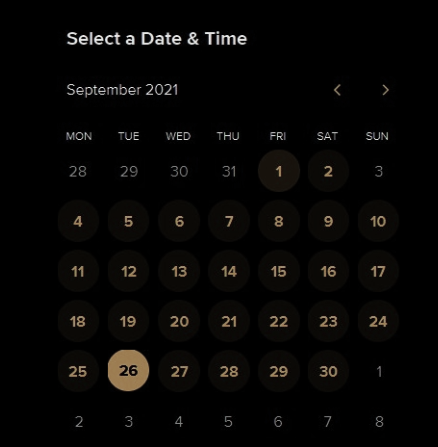 Select a Date & Time
September 2021
MON TUE WED THU FRI SAT SUN
28 29 30 31 1 2 3
4 5 6 7 8 9 10
11 12 13 14 15 16 17
18 19 20 21 22 23 24
25 26 27 28 29 30 1
2 3 4 5 6 7 8